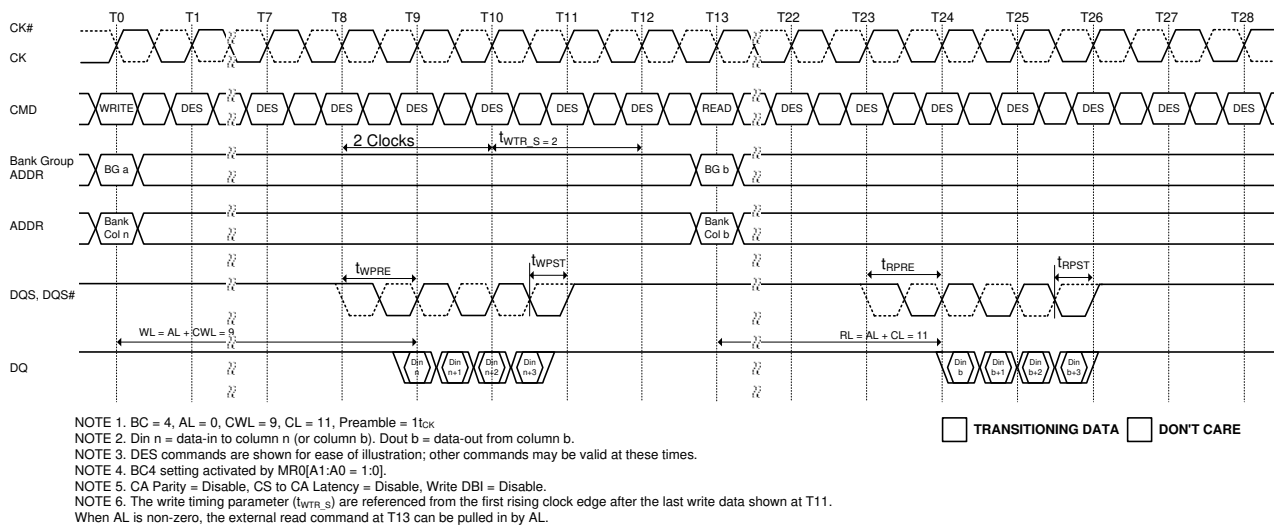 T0 T1 T7 T8 T9 T10 T11 T12 T13 T22 T23 T24 T25 T26 T27 T28
CK#
CK
CMD WRITE DES DES DES DES DES DES DES READ DES DES DES DES DES DES DES
2 Clocks tWTR_S = 2
Bank Group
ADDR
BG a BG b
ADDR
Bank Bank
Col n Col b
tWPRE tWPST tRPRE tRPST
DQS, DQS#
WL = AL + CWL = 9 RL = AL + CL = 11
DQ
Din Din Din Din Din Din Din Din
n n+1 n+2 n+3 b b+1 b+2 b+3
NOTE 1. BC = 4, AL = 0, CWL = 9, CL = 11, Preamble = 1tCK
TRANSITIONING DATA DON'T CARE
NOTE 2. Din n = data-in to column n (or column b). Dout b = data-out from column b.
NOTE 3. DES commands are shown for ease of illustration; other commands may be valid at these times.
NOTE 4. BC4 setting activated by MR0[A1:A0 = 1:0].
NOTE 5. CA Parity = Disable, CS to CA Latency = Disable, Write DBI = Disable.
NOTE 6. The write timing parameter (tWTR_S) are referenced from the first rising clock edge after the last write data shown at T11.
When AL is non-zero, the external read command at T13 can be pulled in by AL.